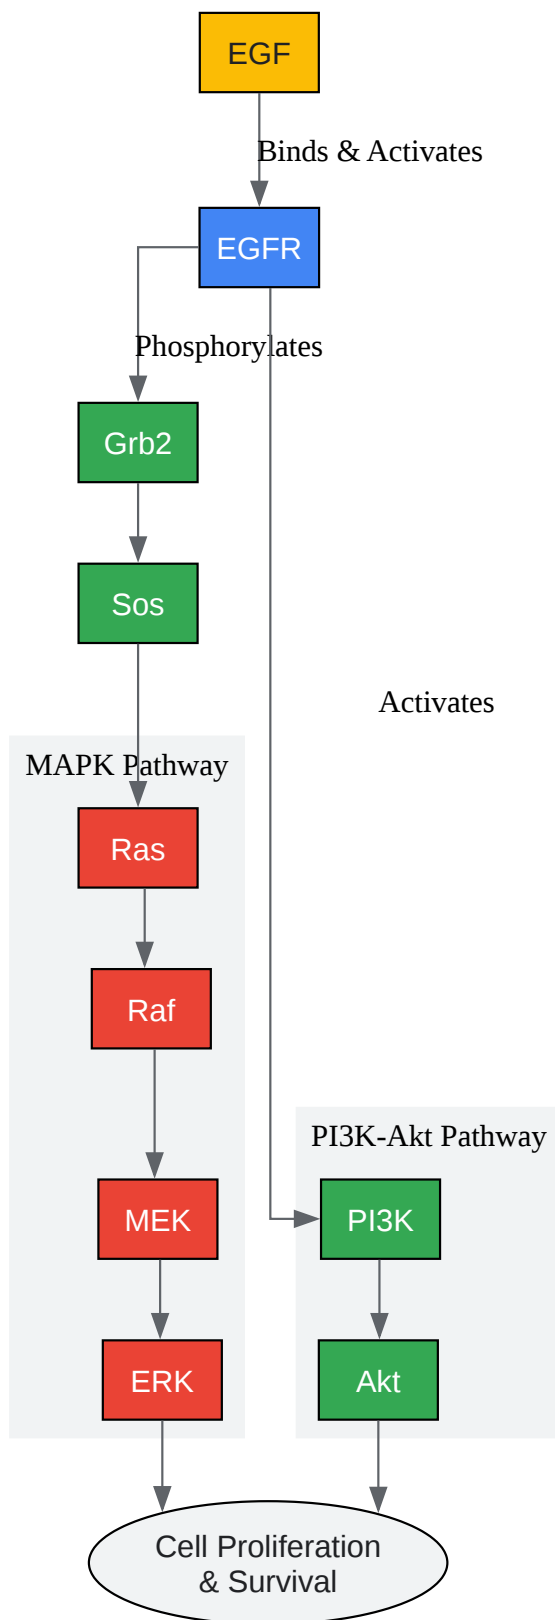 EGF
Binds & Activates
EGFR
Phosphorylates
Grb2
Sos
Activates
MAPK Pathway
Ras
Raf
PI3K-Akt Pathway
MEK
PI3K
ERK
Akt
Cell Proliferation
& Survival